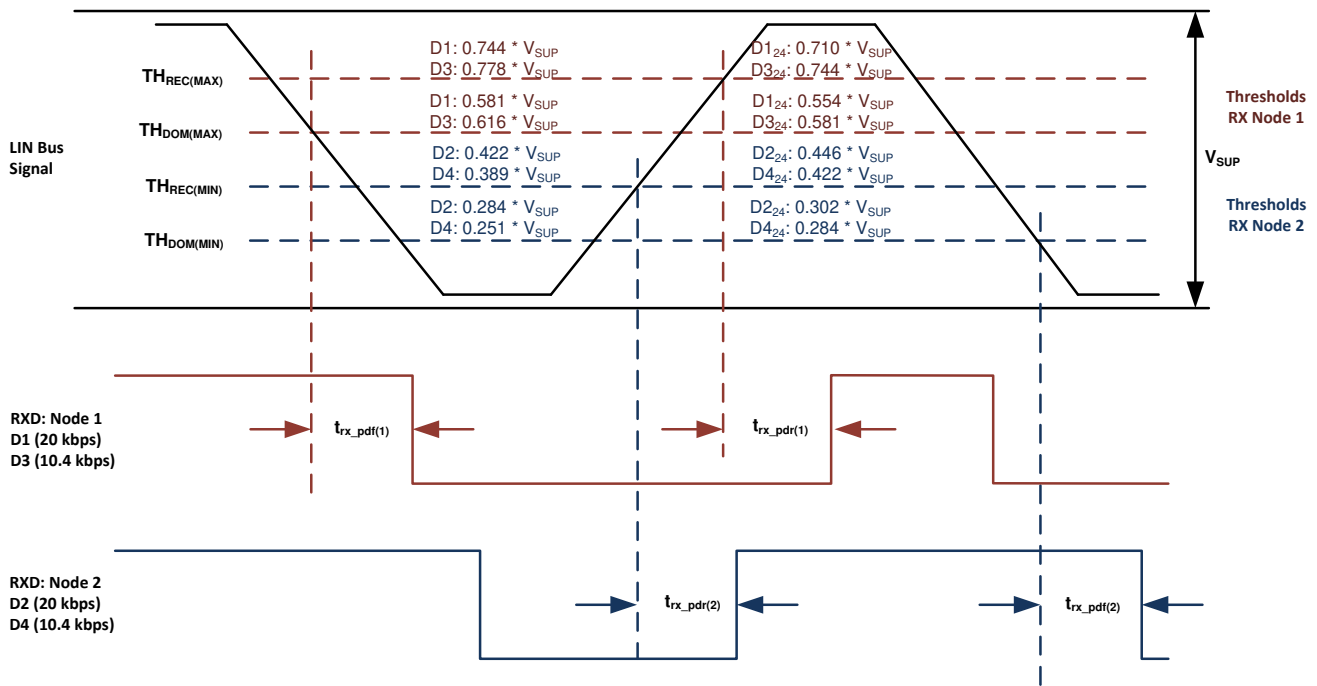 D1: 0.744 * VSUP
D3: 0.778 * VSUP
D1: 0.581 * VSUP
D3: 0.616 * VSUP
D2: 0.422 * VSUP
D4: 0.389 * VSUP
D2: 0.284 * VSUP
D4: 0.251 * VSUP
D124: 0.710 * VSUP
D324: 0.744 * VSUP
D124: 0.554 * VSUP
D324: 0.581 * VSUP
D224: 0.446 * VSUP
D424: 0.422 * VSUP
D224: 0.302 * VSUP
D424: 0.284 * VSUP
THREC(MAX)
THDOM(MAX)
THREC(MIN)
THDOM(MIN)
LIN Bus
Signal
Thresholds
RX Node 1
VSUP
Thresholds
RX Node 2
RXD: Node 1
D1 (20 kbps)
D3 (10.4 kbps)
trx_pdf(1)
trx_pdr(1)
RXD: Node 2
D2 (20 kbps)
D4 (10.4 kbps)
trx_pdr(2)
trx_pdf(2)